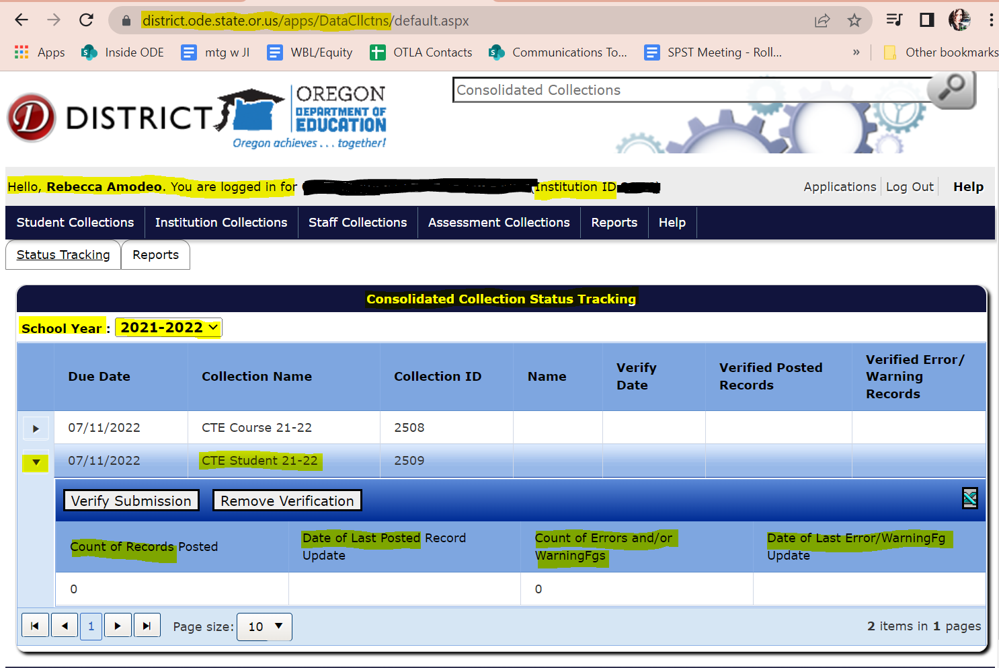 district.ode.state.or.us/apps/DataCllctns/default.aspx
Apps Inside ODE mtg w JI WBL/Equity OTLA Contacts Communications To... SPST Meeting - Roll... » Other bookmarks
D DISTRICT OREGON DEPARTMENT OF EDUCATION
Oregon achieves . . . together!
Consolidated Collections
Hello, Rebecca Amodeo. You are logged in for (Institution ID )
Applications Log Out Help
Student Collections Institution Collections Staff Collections Assessment Collections Reports Help
Status Tracking Reports
Consolidated Collection Status Tracking
School Year : 2021-2022
Due Date Collection Name Collection ID Name Verify Date Verified Posted Records Verified Error/ Warning Records
07/11/2022 CTE Course 21-22 2508
07/11/2022 CTE Student 21-22 2509
Verify Submission Remove Verification
Count of Records Posted Date of Last Posted Record Update Count of Errors and/or WarningFgs Date of Last Error/WarningFg Update
0 0
1 Page size: 10 2 items in 1 pages